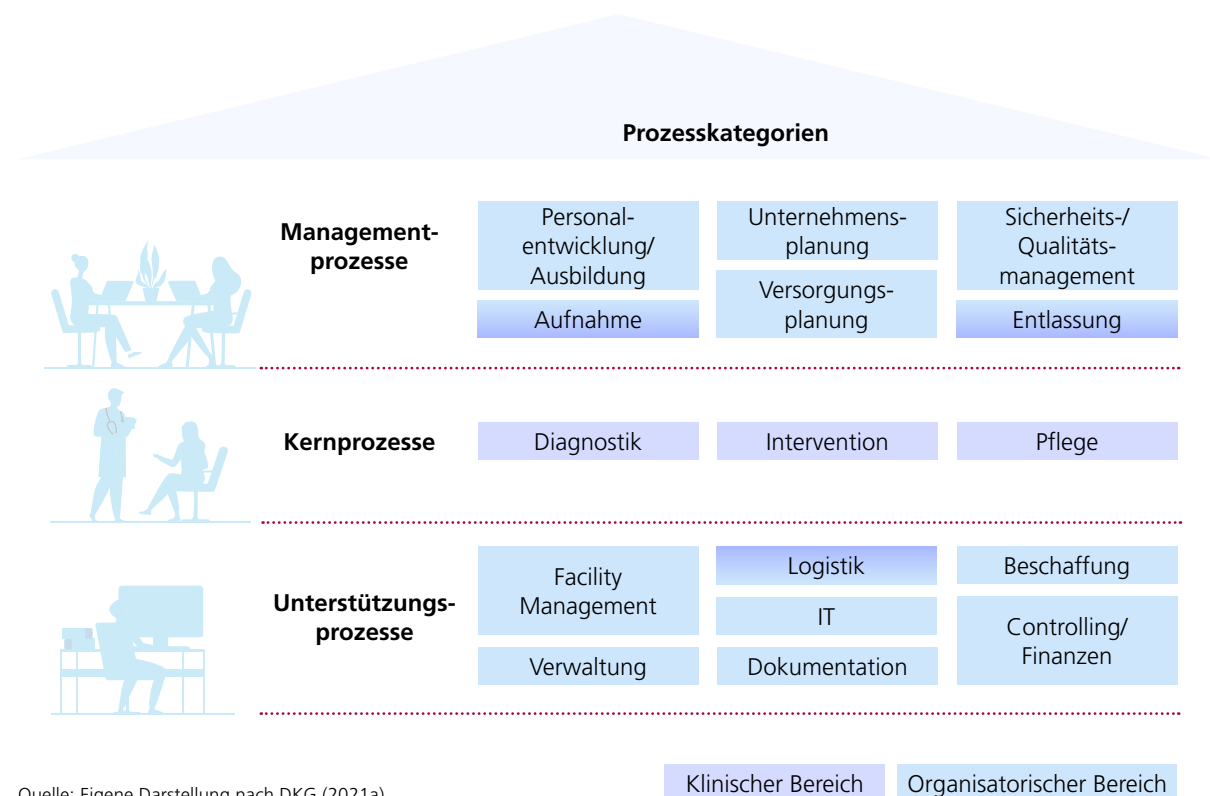 Prozesskategorien
Management-
prozesse
Personal-
entwicklung/
Ausbildung
Unternehmens-
planung
Sicherheits-/
Qualitäts-
management
Aufnahme
Versorgungs-
planung
Entlassung
Kernprozesse
Diagnostik
Intervention
Pflege
Unterstützungs-
prozesse
Facility
Management
Logistik
Beschaffung
IT
Controlling/
Finanzen
Verwaltung
Dokumentation
Klinischer Bereich
Organisatorischer Bereich
Quelle: Eigene Darstellung nach DKG (2021a)